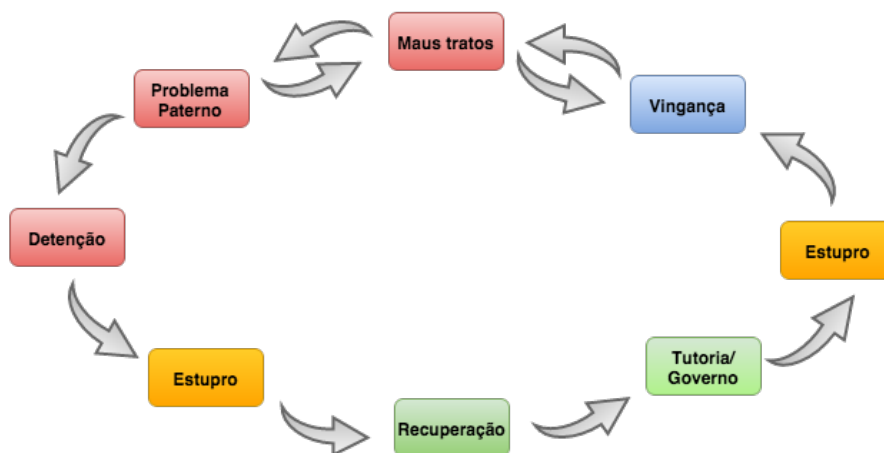 Maus tratos
Problema
Paterno
Vingança
Detenção
Estupro
Tutoria/
Governo
Estupro
Recuperação